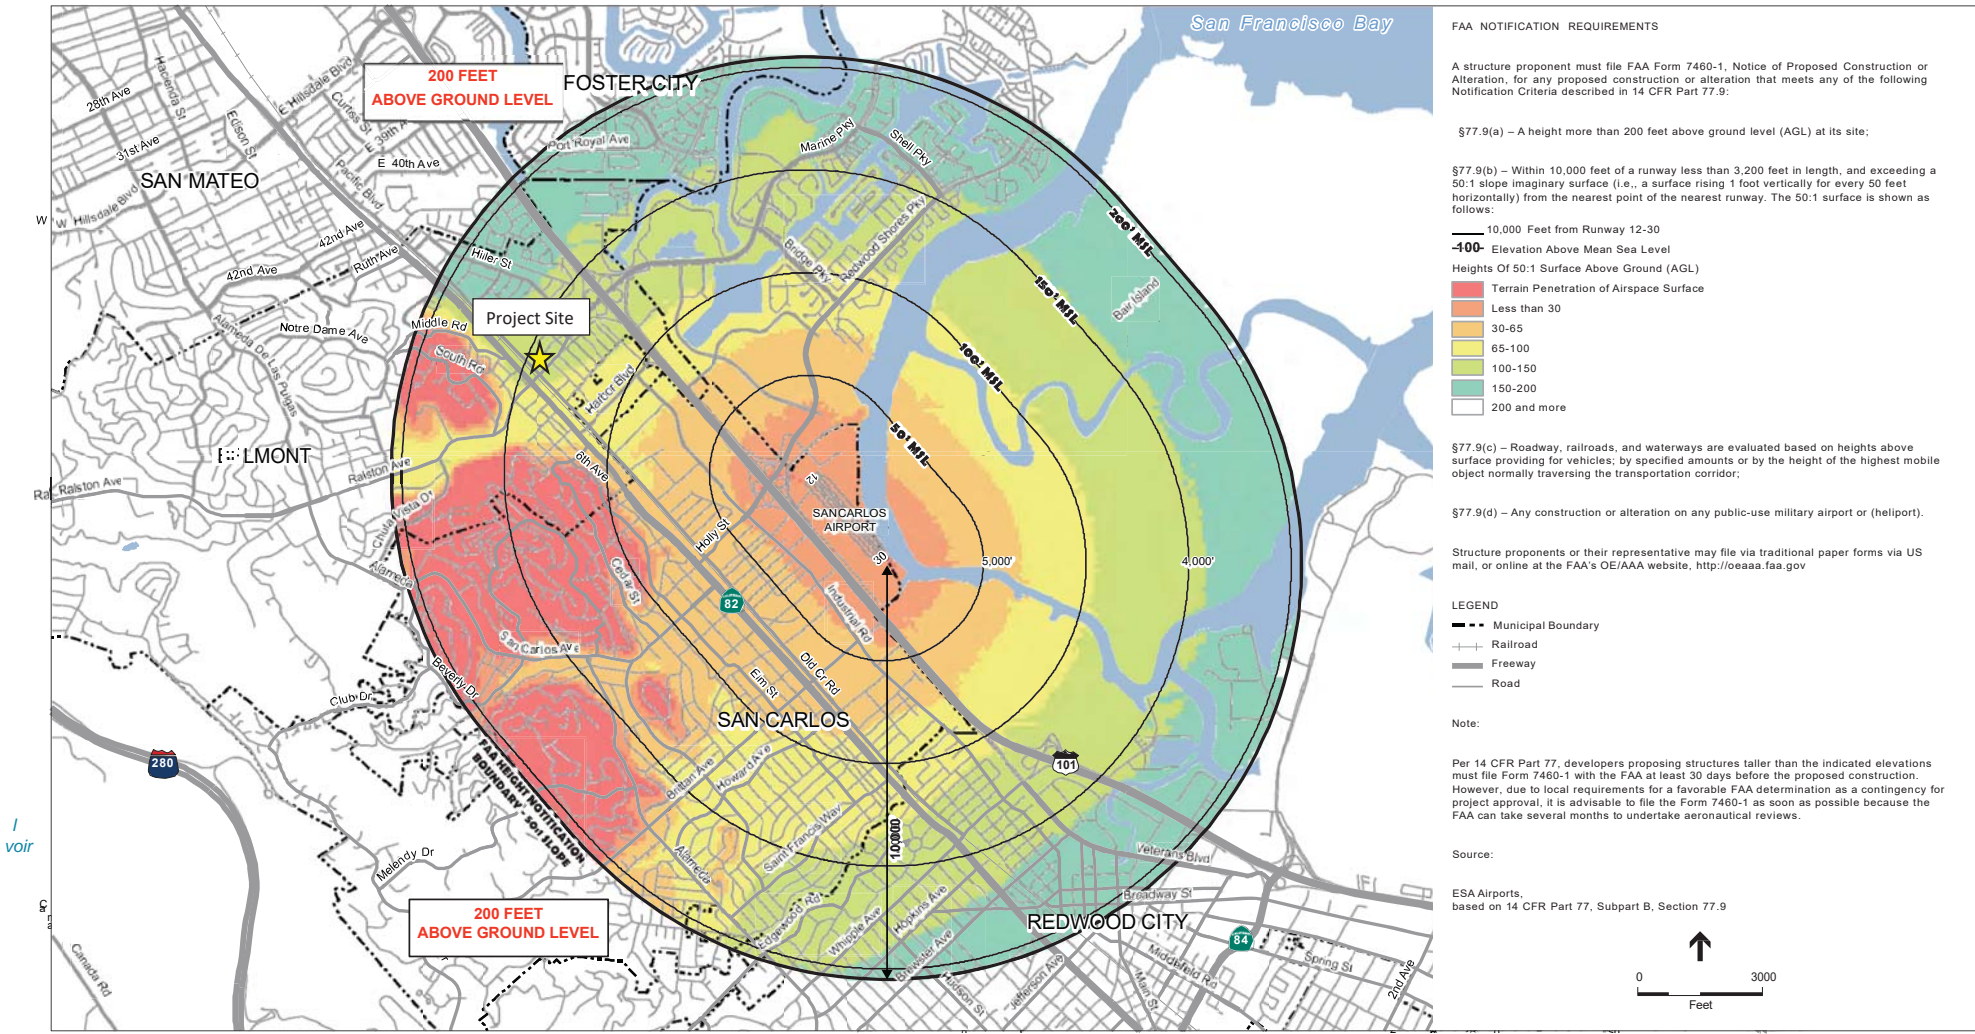 San Francisco Bay
200 FEET
ABOVE GROUND LEVEL
FOSTER CITY
28th Ave
Hacienda St
E Hillsdale Blvd
Curtiss St
E 39th Ave
Edison St
31st Ave
E 40th Ave
Pacific Blvd
SAN MATEO
W
W Hillsdale Blvd
42nd Ave
42nd Ave
Ruth Ave
Hiller St
Port Royal Ave
Marine Pky
Shell Pky
Bridge Pky
Redwood Shores Pky
200' MSL
150' MSL
100' MSL
50' MSL
Bair Island
Project Site
Middle Rd
Notre Dame Ave
South Rd
Alameda De Las Pulgas
Harbor Blvd
LMONT
Ralston Ave
Ra
Ralston Ave
6th Ave
Chula Vista Dr
Alameda
12
SAN CARLOS
AIRPORT
30
Holly St
5,000'
4,000'
Cedar St
82
Industrial Rd
San Carlos Ave
Beverly Dr
Club Dr
Elm St
Old Cr Rd
SAN CARLOS
280
101
FAA HEIGHT NOTIFICATION
BOUNDARY 50:1 SLOPE
Brittan Ave
Howard Ave
Saint Francis Way
10,000
Melendy Dr
Alameda
Veterans Blvd
Broadway St
200 FEET
ABOVE GROUND LEVEL
Edgewood Rd
Whipple Ave
Hopkins Ave
Brewster Ave
REDWOOD CITY
84
Hudson St
Jefferson Ave
Main St
Middlefield Rd
Spring St
2nd Ave
Canada Rd
I
voir
FAA NOTIFICATION REQUIREMENTS
A structure proponent must file FAA Form 7460-1, Notice of Proposed Construction or
Alteration, for any proposed construction or alteration that meets any of the following
Notification Criteria described in 14 CFR Part 77.9:
§77.9(a) – A height more than 200 feet above ground level (AGL) at its site;
§77.9(b) – Within 10,000 feet of a runway less than 3,200 feet in length, and exceeding a
50:1 slope imaginary surface (i.e,, a surface rising 1 foot vertically for every 50 feet
horizontally) from the nearest point of the nearest runway. The 50:1 surface is shown as
follows:
10,000 Feet from Runway 12-30
-100- Elevation Above Mean Sea Level
Heights Of 50:1 Surface Above Ground (AGL)
Terrain Penetration of Airspace Surface
Less than 30
30-65
65-100
100-150
150-200
200 and more
§77.9(c) – Roadway, railroads, and waterways are evaluated based on heights above
surface providing for vehicles; by specified amounts or by the height of the highest mobile
object normally traversing the transportation corridor;
§77.9(d) – Any construction or alteration on any public-use military airport or (heliport).
Structure proponents or their representative may file via traditional paper forms via US
mail, or online at the FAA's OE/AAA website, http://oeaaa.faa.gov
LEGEND
Municipal Boundary
Railroad
Freeway
Road
Note:
Per 14 CFR Part 77, developers proposing structures taller than the indicated elevations
must file Form 7460-1 with the FAA at least 30 days before the proposed construction.
However, due to local requirements for a favorable FAA determination as a contingency for
project approval, it is advisable to file the Form 7460-1 as soon as possible because the
FAA can take several months to undertake aeronautical reviews.
Source:
ESA Airports,
based on 14 CFR Part 77, Subpart B, Section 77.9
0 3000
Feet